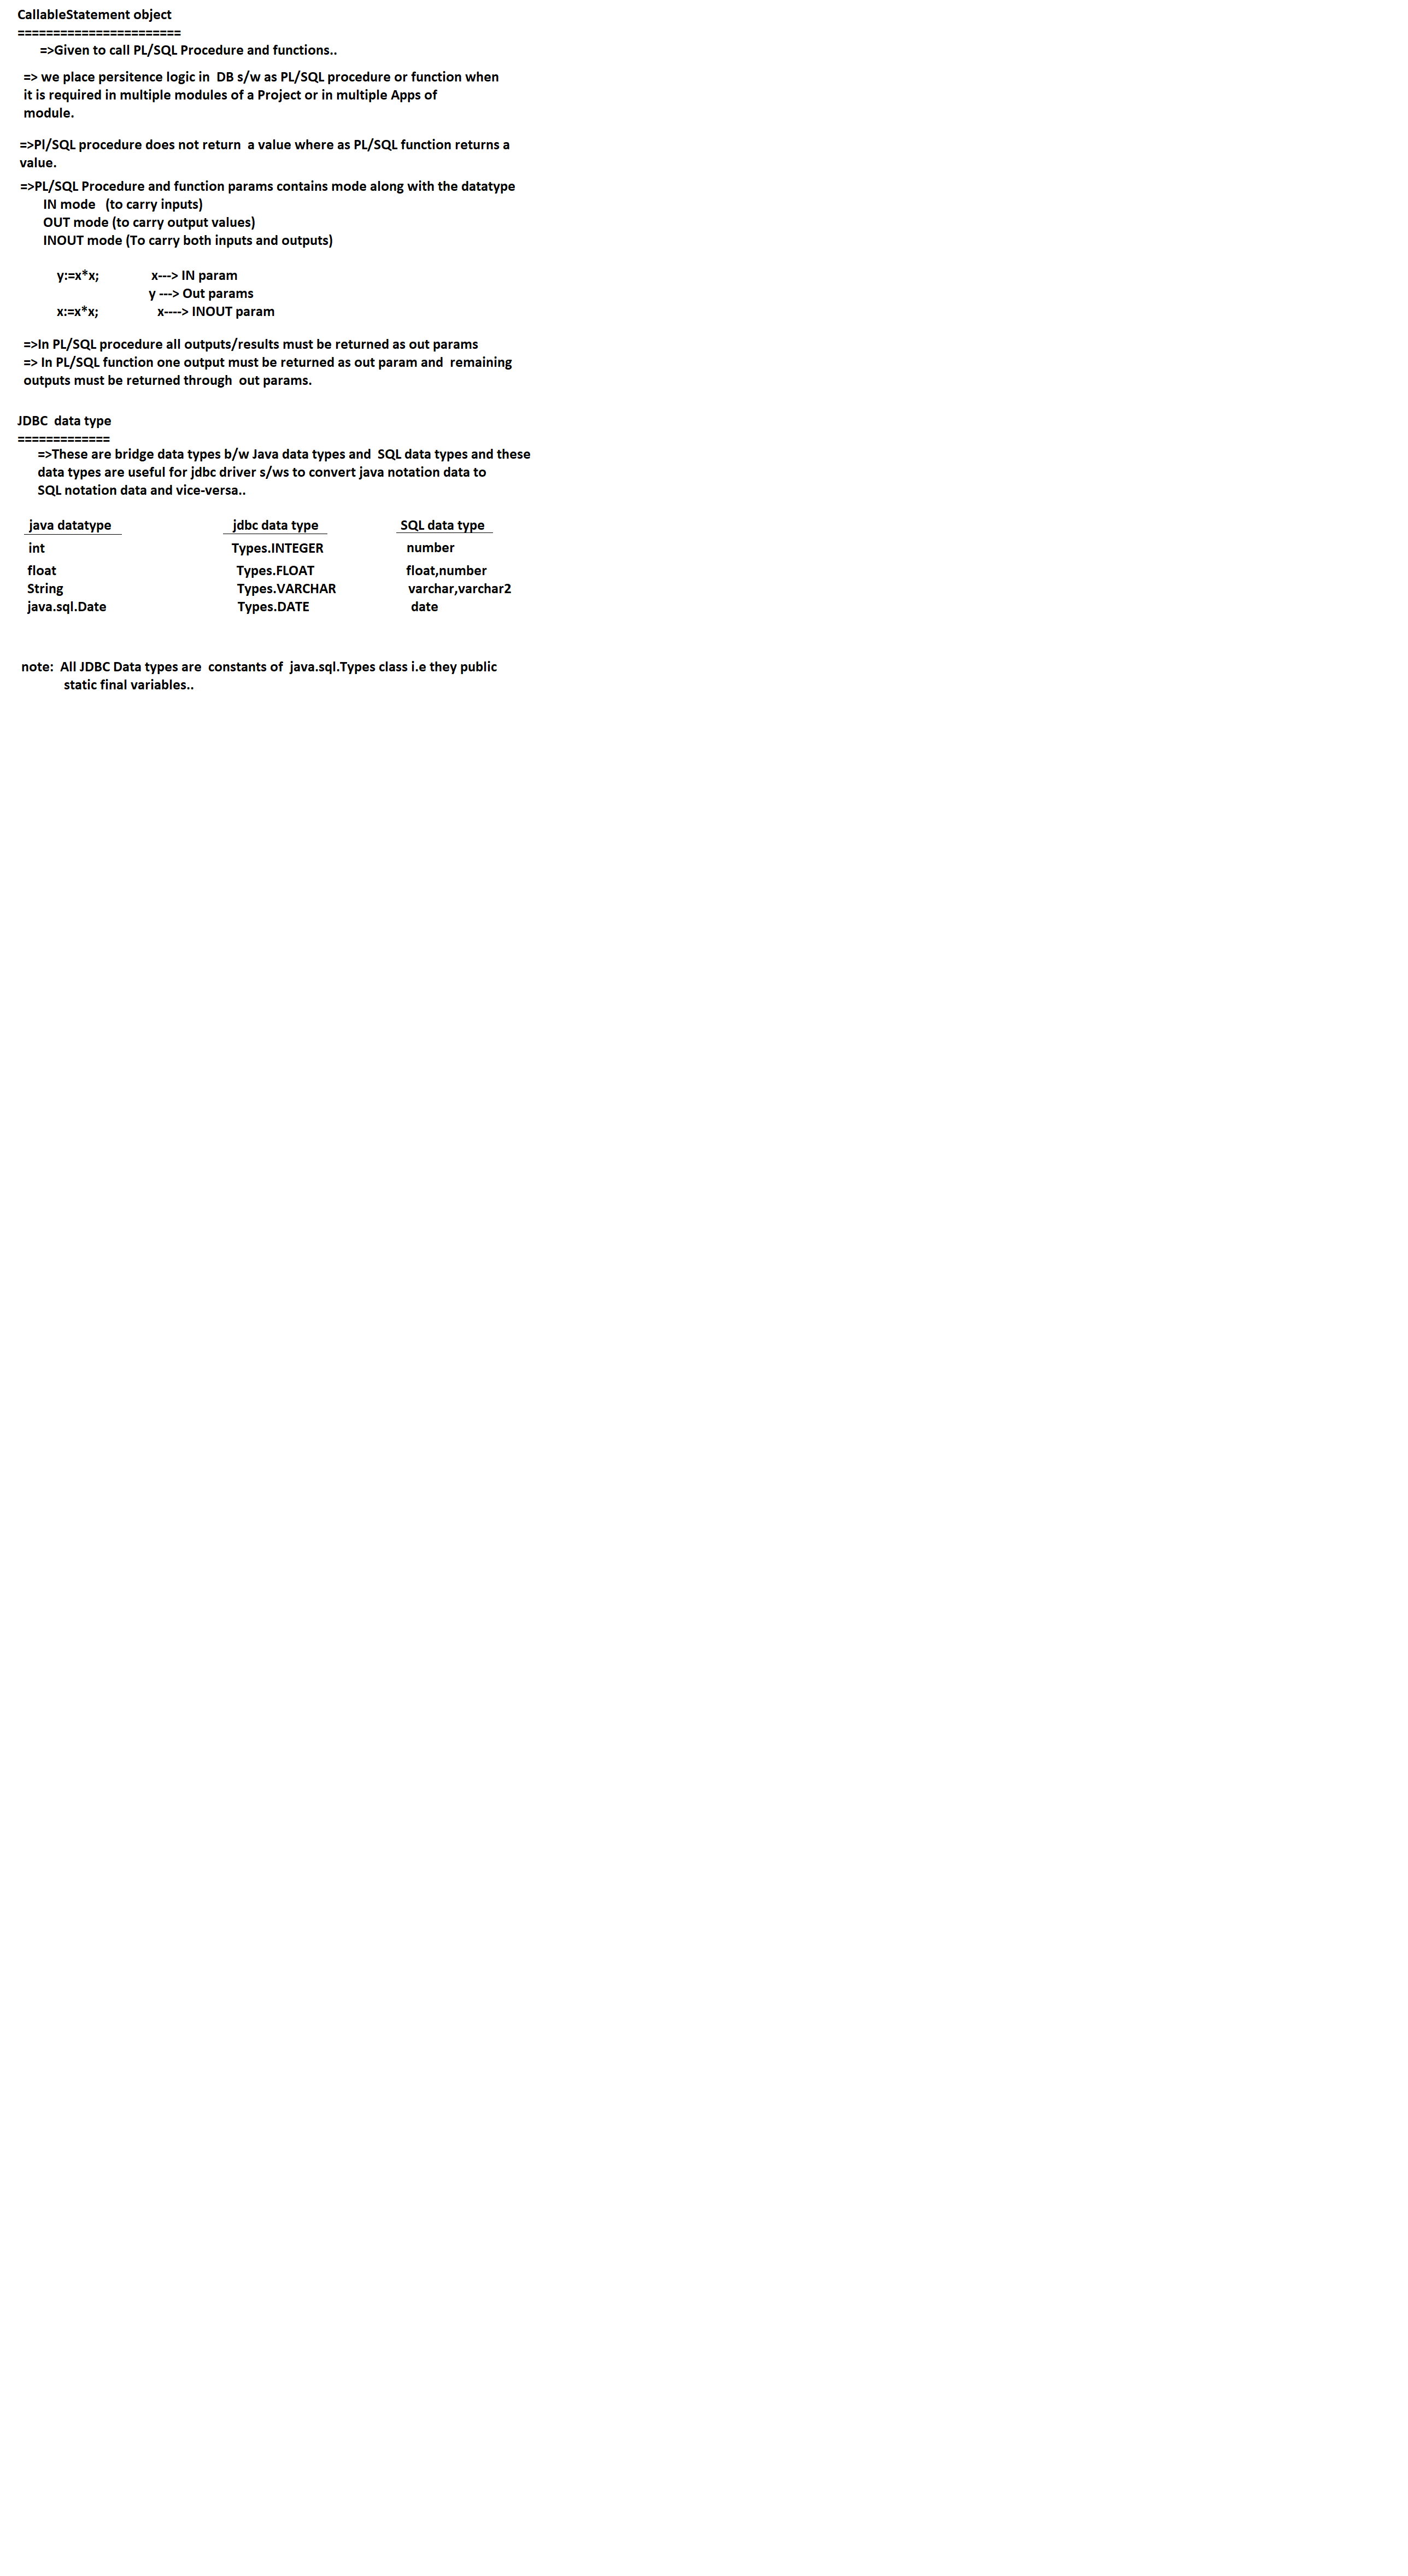 CallableStatement object
=======================
=>Given to call PL/SQL Procedure and functions..
=> we place persitence logic in DB s/w as PL/SQL procedure or function when
it is required in multiple modules of a Project or in multiple Apps of
module.
=>Pl/SQL procedure does not return a value where as PL/SQL function returns a
value.
=>PL/SQL Procedure and function params contains mode along with the datatype
IN mode (to carry inputs)
OUT mode (to carry output values)
INOUT mode (To carry both inputs and outputs)
y:=x*x; x---> IN param
y ---> Out params
x:=x*x; x----> INOUT param
=>In PL/SQL procedure all outputs/results must be returned as out params
=> In PL/SQL function one output must be returned as out param and remaining
outputs must be returned through out params.
JDBC data type
=============
=>These are bridge data types b/w Java data types and SQL data types and these
data types are useful for jdbc driver s/ws to convert java notation data to
SQL notation data and vice-versa..
java datatype jdbc data type SQL data type
int Types.INTEGER number
float Types.FLOAT float,number
String Types.VARCHAR varchar,varchar2
java.sql.Date Types.DATE date
note: All JDBC Data types are constants of java.sql.Types class i.e they public
static final variables..